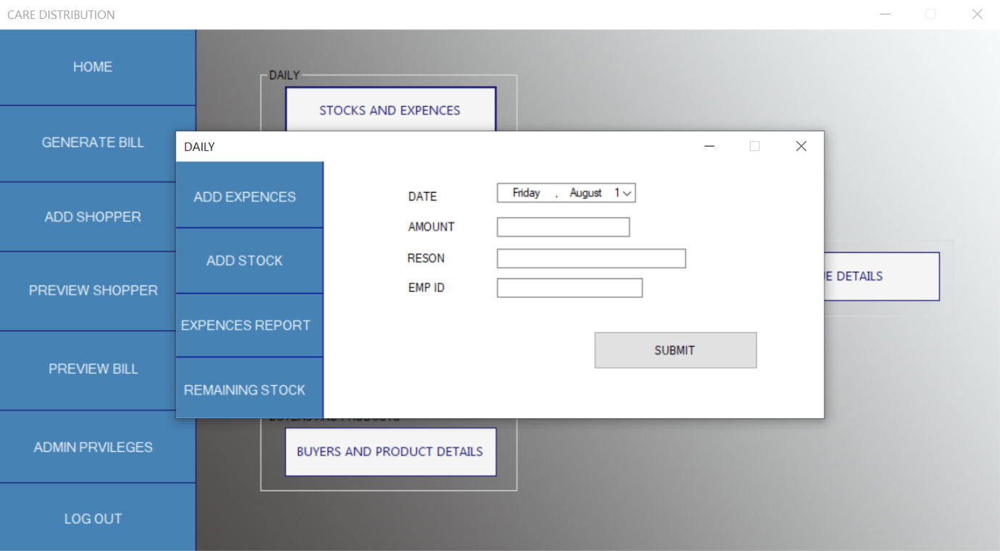 CARE DISTRIBUTION
HOME
GENERATE BILL
ADD SHOPPER
PREVIEW SHOPPER
PREVIEW BILL
ADMIN PRVILEGES
LOG OUT
DAILY
STOCKS AND EXPENCES
DAILY
ADD EXPENCES
ADD STOCK
EXPENCES REPORT
REMAINING STOCK
DATE
Friday , August 1
AMOUNT
RESON
EMP ID
SUBMIT
DETAILS
BUYERS AND PRODUCT DETAILS